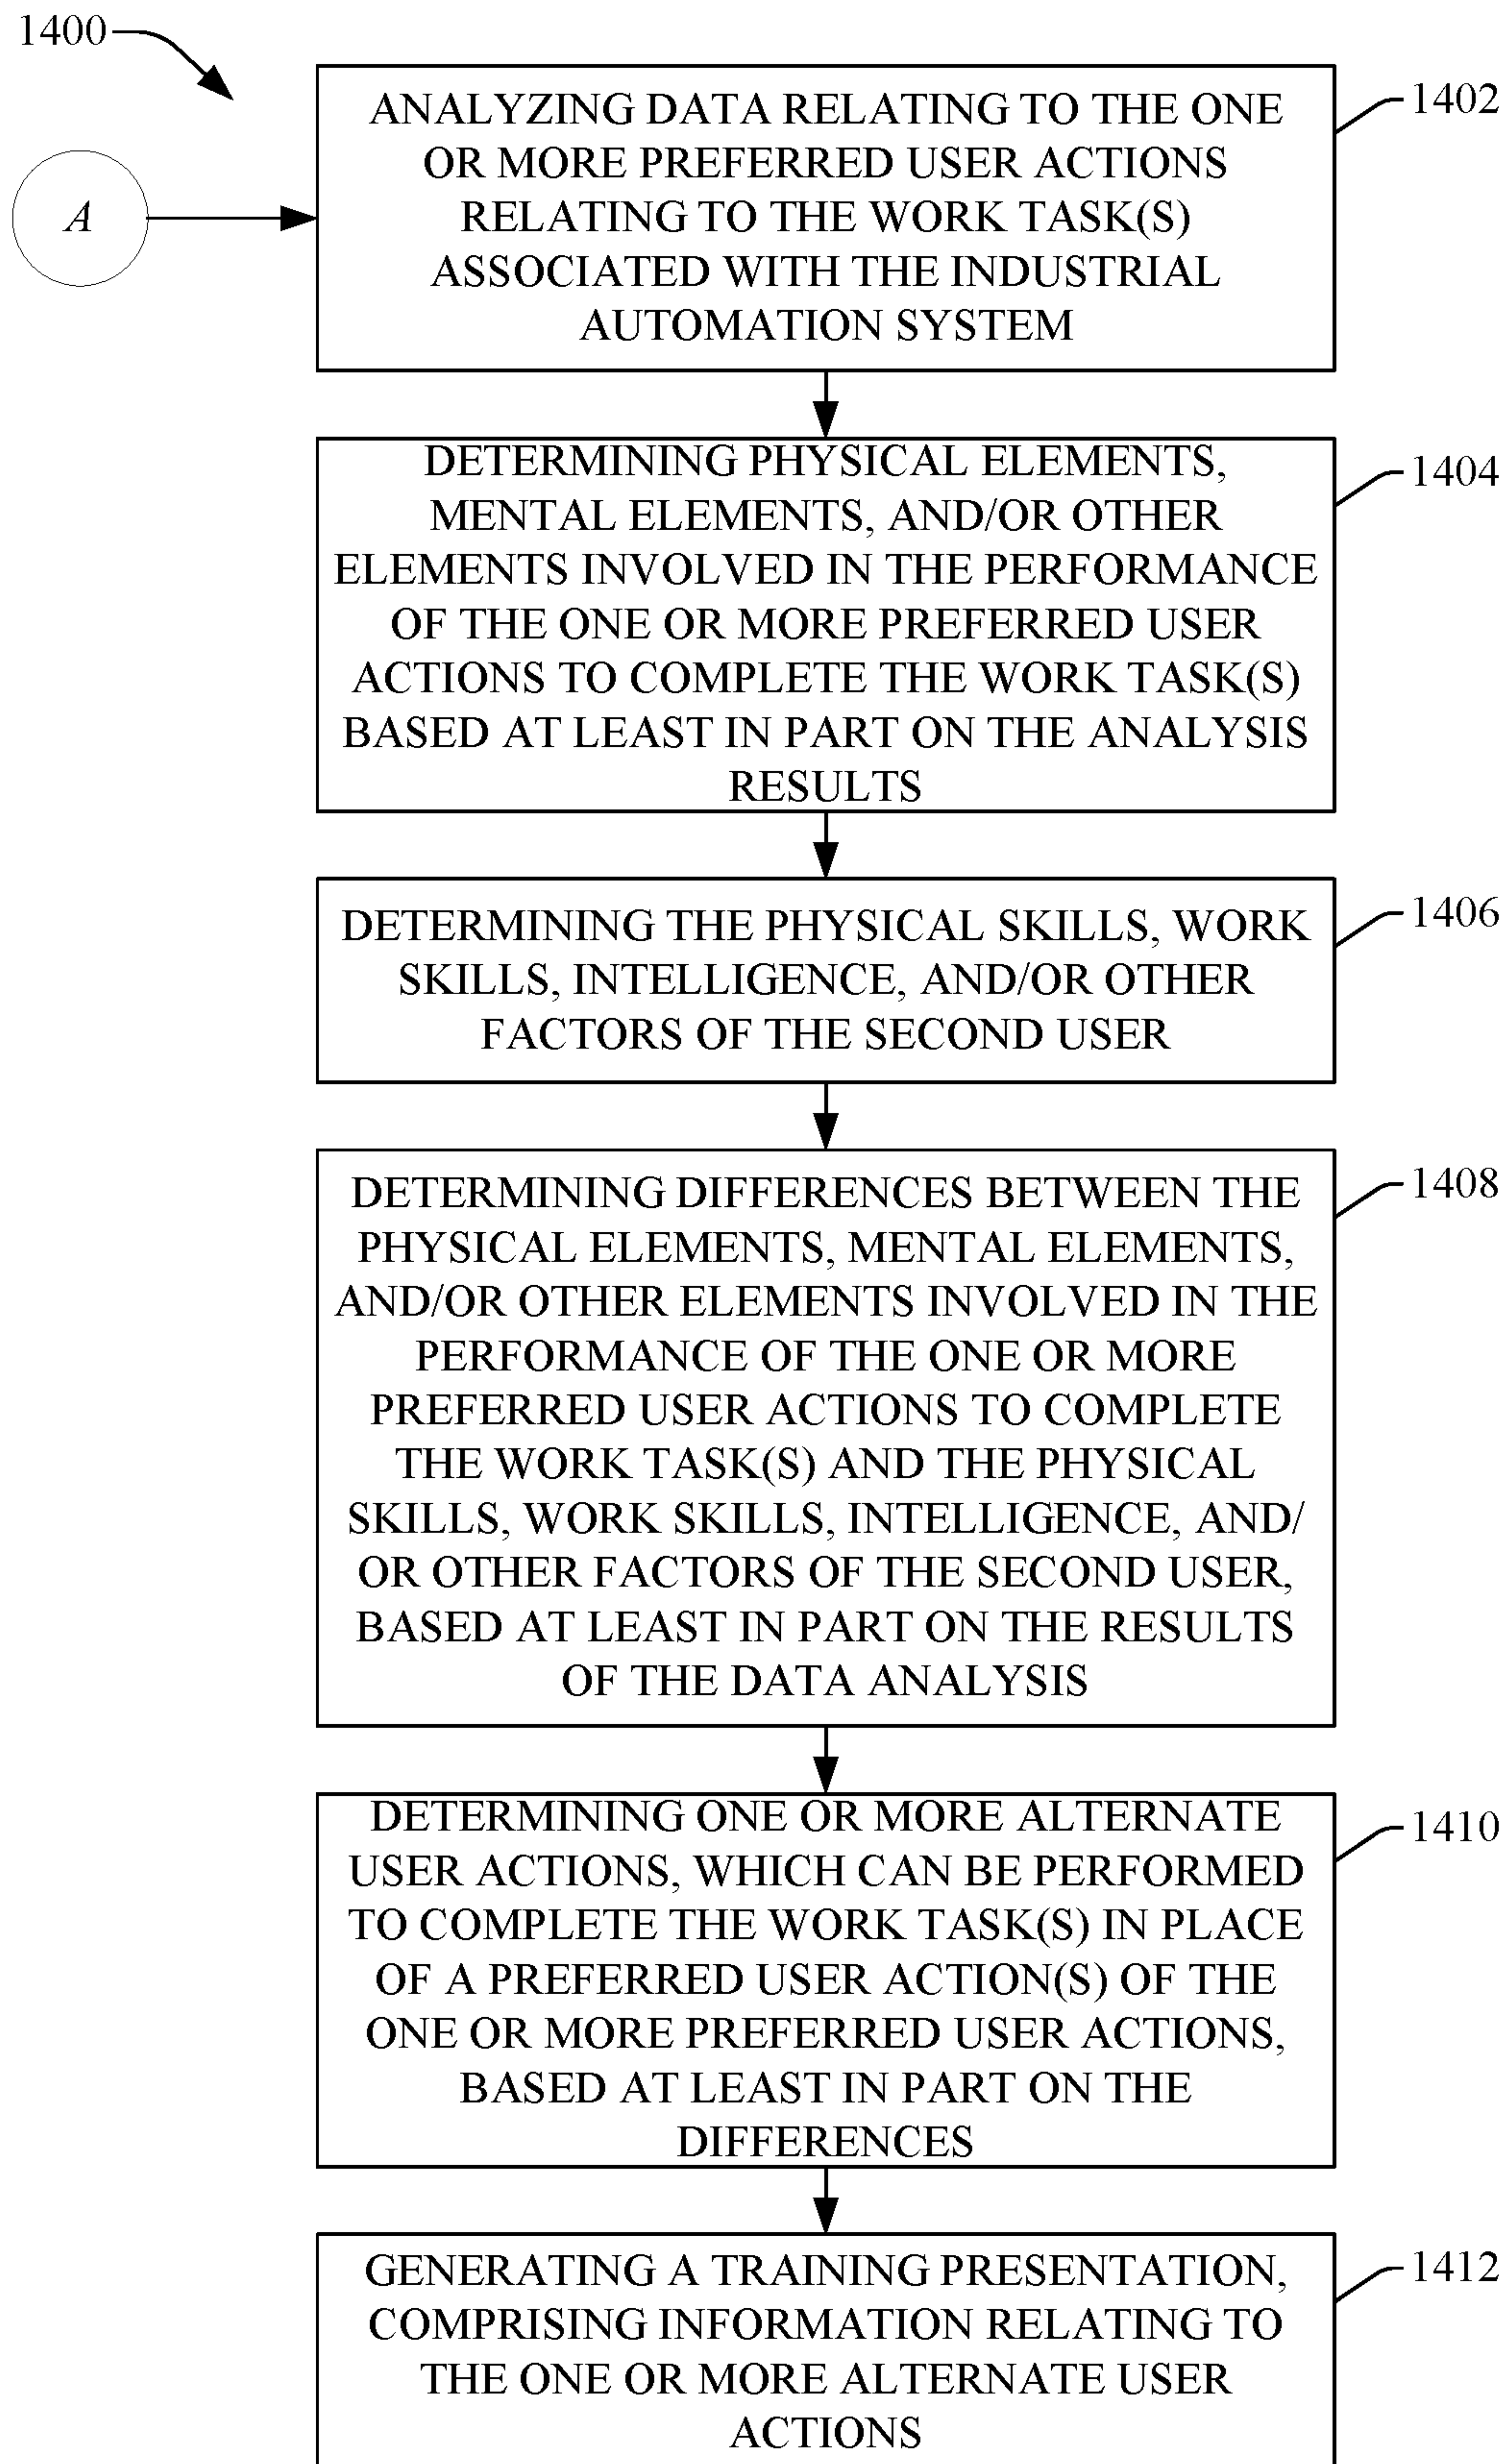 1400
A
ANALYZING DATA RELATING TO THE ONE
OR MORE PREFERRED USER ACTIONS
RELATING TO THE WORK TASK(S)
ASSOCIATED WITH THE INDUSTRIAL
AUTOMATION SYSTEM
1402
DETERMINING PHYSICAL ELEMENTS,
MENTAL ELEMENTS, AND/OR OTHER
ELEMENTS INVOLVED IN THE PERFORMANCE
OF THE ONE OR MORE PREFERRED USER
ACTIONS TO COMPLETE THE WORK TASK(S)
BASED AT LEAST IN PART ON THE ANALYSIS
RESULTS
1404
DETERMINING THE PHYSICAL SKILLS, WORK
SKILLS, INTELLIGENCE, AND/OR OTHER
FACTORS OF THE SECOND USER
1406
DETERMINING DIFFERENCES BETWEEN THE
PHYSICAL ELEMENTS, MENTAL ELEMENTS,
AND/OR OTHER ELEMENTS INVOLVED IN THE
PERFORMANCE OF THE ONE OR MORE
PREFERRED USER ACTIONS TO COMPLETE
THE WORK TASK(S) AND THE PHYSICAL
SKILLS, WORK SKILLS, INTELLIGENCE, AND/
OR OTHER FACTORS OF THE SECOND USER,
BASED AT LEAST IN PART ON THE RESULTS
OF THE DATA ANALYSIS
1408
DETERMINING ONE OR MORE ALTERNATE
USER ACTIONS, WHICH CAN BE PERFORMED
TO COMPLETE THE WORK TASK(S) IN PLACE
OF A PREFERRED USER ACTION(S) OF THE
ONE OR MORE PREFERRED USER ACTIONS,
BASED AT LEAST IN PART ON THE
DIFFERENCES
1410
GENERATING A TRAINING PRESENTATION,
COMPRISING INFORMATION RELATING TO
THE ONE OR MORE ALTERNATE USER
ACTIONS
1412